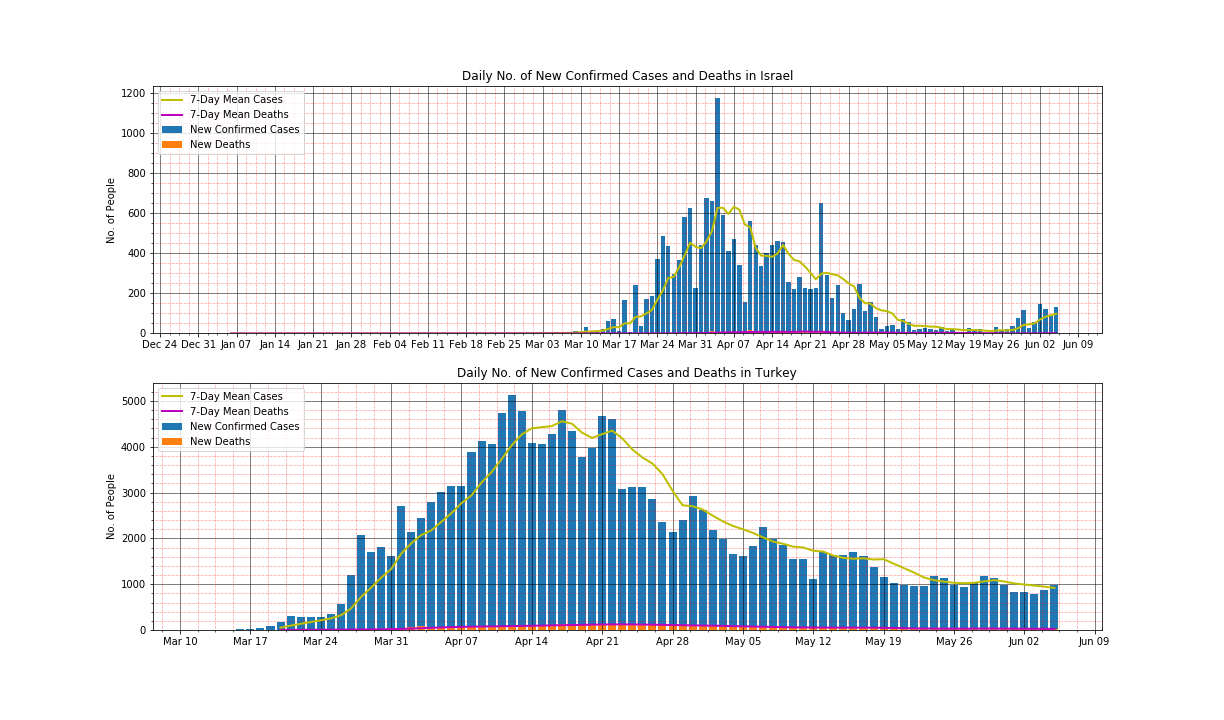 Daily No. of New Confirmed Cases and Deaths in Israel
1200
1000
800
600
400
200
0
No. of People
7-Day Mean Cases
7-Day Mean Deaths
New Confirmed Cases
New Deaths
Dec 24 Dec 31 Jan 07 Jan 14 Jan 21 Jan 28 Feb 04 Feb 11 Feb 18 Feb 25 Mar 03 Mar 10 Mar 17 Mar 24 Mar 31 Apr 07 Apr 14 Apr 21 Apr 28 May 05 May 12 May 19 May 26 Jun 02 Jun 09
Daily No. of New Confirmed Cases and Deaths in Turkey
5000
4000
3000
2000
1000
0
No. of People
7-Day Mean Cases
7-Day Mean Deaths
New Confirmed Cases
New Deaths
Mar 10 Mar 17 Mar 24 Mar 31 Apr 07 Apr 14 Apr 21 Apr 28 May 05 May 12 May 19 May 26 Jun 02 Jun 09